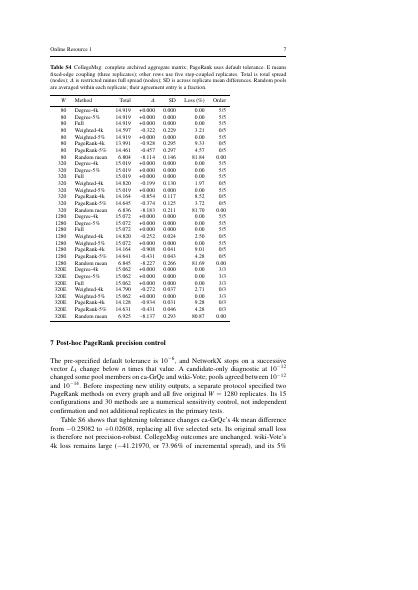 Online Resource 1 7
Table S4 CollegeMsg: complete archived aggregate matrix. PageRank uses default tolerance. E means
fixed-edge coupling (three replicates); other rows use five step-coupled replicates. Total is total spread
(nodes); Δ is restricted minus full spread (nodes); SD is across replicate mean differences. Random pools
are averaged within each replicate; their agreement entry is a fraction.
W Method Total Δ SD Loss (%) Order
80 Degree-4k 14.919 +0.000 0.000 0.00 5/5
80 Degree-5% 14.919 +0.000 0.000 0.00 5/5
80 Full 14.919 +0.000 0.000 0.00 5/5
80 Weighted-4k 14.597 -0.322 0.229 3.21 0/5
80 Weighted-5% 14.919 +0.000 0.000 0.00 5/5
80 PageRank-4k 13.991 -0.928 0.295 9.33 0/5
80 PageRank-5% 14.461 -0.457 0.297 4.57 0/5
80 Random mean 6.804 -8.114 0.146 81.84 0.00
320 Degree-4k 15.019 +0.000 0.000 0.00 5/5
320 Degree-5% 15.019 +0.000 0.000 0.00 5/5
320 Full 15.019 +0.000 0.000 0.00 5/5
320 Weighted-4k 14.820 -0.199 0.130 1.97 0/5
320 Weighted-5% 15.019 +0.000 0.000 0.00 5/5
320 PageRank-4k 14.164 -0.854 0.117 8.52 0/5
320 PageRank-5% 14.645 -0.374 0.125 3.72 0/5
320 Random mean 6.836 -8.183 0.211 81.70 0.00
1280 Degree-4k 15.072 +0.000 0.000 0.00 5/5
1280 Degree-5% 15.072 +0.000 0.000 0.00 5/5
1280 Full 15.072 +0.000 0.000 0.00 5/5
1280 Weighted-4k 14.820 -0.252 0.024 2.50 0/5
1280 Weighted-5% 15.072 +0.000 0.000 0.00 5/5
1280 PageRank-4k 14.164 -0.908 0.041 9.01 0/5
1280 PageRank-5% 14.641 -0.431 0.043 4.28 0/5
1280 Random mean 6.845 -8.227 0.266 81.69 0.00
320E Degree-4k 15.062 +0.000 0.000 0.00 3/3
320E Degree-5% 15.062 +0.000 0.000 0.00 3/3
320E Full 15.062 +0.000 0.000 0.00 3/3
320E Weighted-4k 14.790 -0.272 0.037 2.71 0/3
320E Weighted-5% 15.062 +0.000 0.000 0.00 3/3
320E PageRank-4k 14.128 -0.934 0.031 9.28 0/3
320E PageRank-5% 14.631 -0.431 0.046 4.28 0/3
320E Random mean 6.925 -8.137 0.293 80.87 0.00
7 Post-hoc PageRank precision control
The pre-specified default tolerance is 10⁻⁶, and NetworkX stops on a successive
vector L₁ change below n times that value. A candidate-only diagnostic at 10⁻¹²
changed some pool members on ca-GrQc and wiki-Vote; pools agreed between 10⁻¹²
and 10⁻¹⁴. Before inspecting new utility outputs, a separate protocol specified two
PageRank methods on every graph and all five original W = 1280 replicates. Its 15
configurations and 30 methods are a numerical sensitivity control, not independent
confirmation and not additional replicates in the primary tests.
Table S6 shows that tightening tolerance changes ca-GrQc's 4k mean difference
from −0.25082 to +0.02608, replacing all five selected sets. Its original small loss
is therefore not precision-robust. CollegeMsg outcomes are unchanged. wiki-Vote's
4k loss remains large (−41.21970, or 73.96% of incremental spread), and its 5%